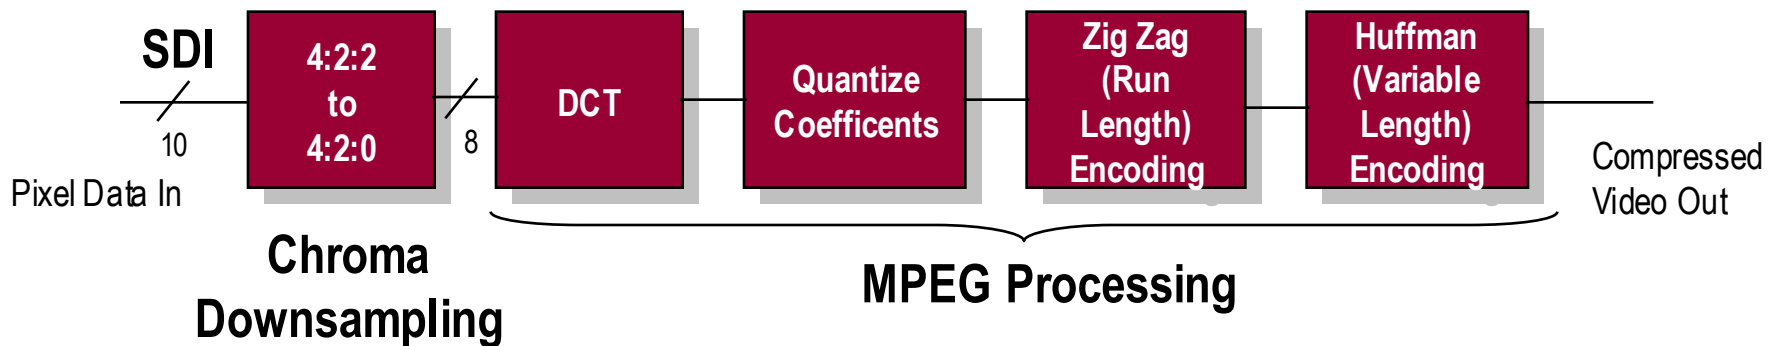 SDI
10
Pixel Data In
4:2:2
to
4:2:0
8
Chroma
Downsampling
DCT
Quantize
Coefficents
Zig Zag
(Run
Length)
Encoding
Huffman
(Variable
Length)
Encoding
MPEG Processing
Compressed
Video Out